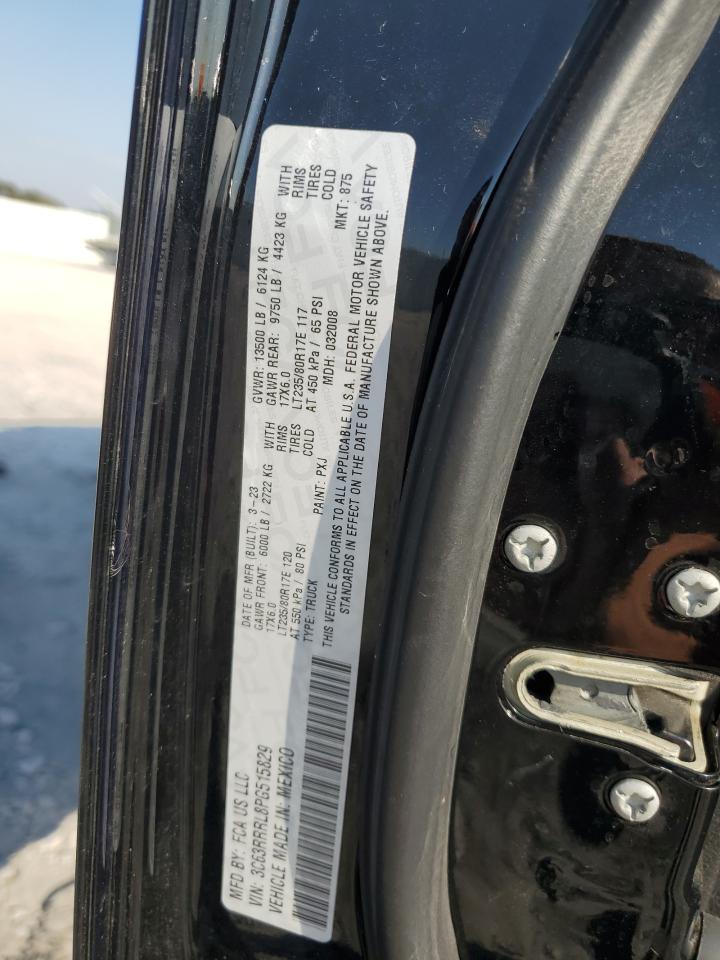 MFD BY: FCA US LLC
DATE OF MFR (BUILT): 3-23
GVWR: 13500 LB / 6124 KG
GAWR FRONT: 6000 LB / 2722 KG WITH
17X6.0 RIMS
LT235/80R17E 120 TIRES
AT 550 kPa / 80 PSI COLD
GAWR REAR: 9750 LB / 4423 KG WITH
17X6.0 RIMS
LT235/80R17E 117 TIRES
AT 450 kPa / 65 PSI COLD
VIN: 3C63RRRL8PG515829
TYPE: TRUCK
PAINT: PXJ
MDH: 032008
MKT: 875
VEHICLE MADE IN: MEXICO
THIS VEHICLE CONFORMS TO ALL APPLICABLE U.S.A. FEDERAL MOTOR VEHICLE SAFETY
STANDARDS IN EFFECT ON THE DATE OF MANUFACTURE SHOWN ABOVE.